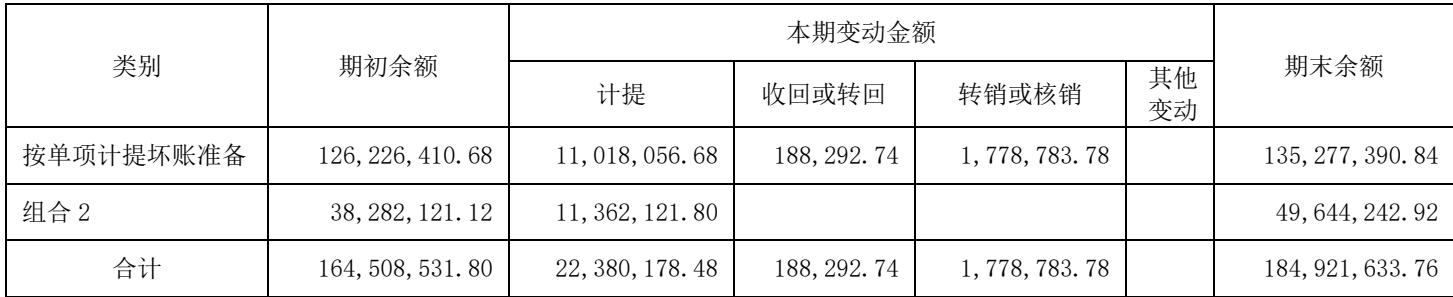 类别 期初余额 本期变动金额 期末余额
计提 收回或转回 转销或核销 其他变动
按单项计提坏账准备 126,226,410.68 11,018,056.68 188,292.74 1,778,783.78 135,277,390.84
组合 2 38,282,121.12 11,362,121.80 49,644,242.92
合计 164,508,531.80 22,380,178.48 188,292.74 1,778,783.78 184,921,633.76